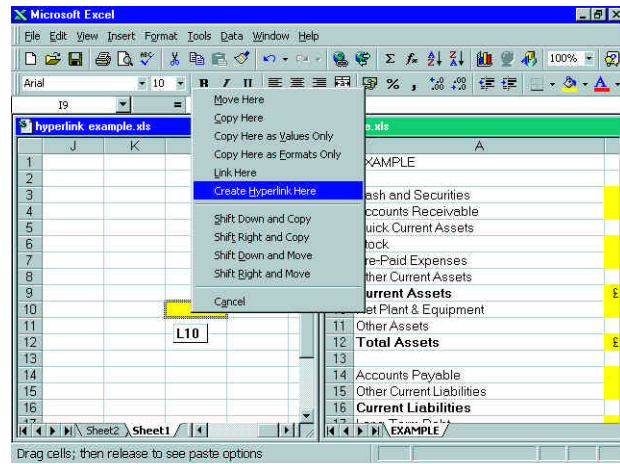 Microsoft Excel
File Edit View Insert Format Tools Data Window Help
100%
Arial 10 B I U % ,
I9 =
Move Here
Copy Here
Copy Here as Values Only
Copy Here as Formats Only
Link Here
Create Hyperlink Here
Shift Down and Copy
Shift Right and Copy
Shift Down and Move
Shift Right and Move
Cancel
hyperlink example.xls
J K
1
2
3
4
5
6
7
8
9
10
11
12
13
14
15
16
17
L10
Sheet2 Sheet1
e.xls
A
XAMPLE
ash and Securities
ccounts Receivable
uick Current Assets
tock
re-Paid Expenses
ther Current Assets
urrent Assets £
et Plant & Equipment
11 Other Assets
12 Total Assets £
13
14 Accounts Payable
15 Other Current Liabilities
16 Current Liabilities
EXAMPLE
Drag cells; then release to see paste options